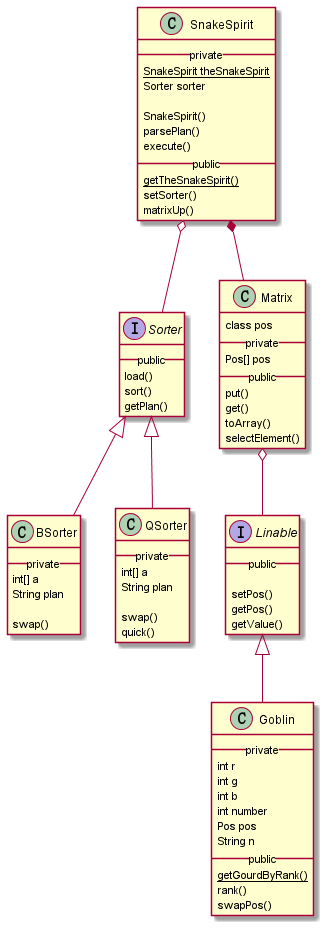 C SnakeSpirit
private
SnakeSpirit theSnakeSpirit
Sorter sorter
SnakeSpirit()
parsePlan()
execute()
public
getTheSnakeSpirit()
setSorter()
matrixUp()
I Sorter
public
load()
sort()
getPlan()
C Matrix
class pos
private
Pos[] pos
public
put()
get()
toArray()
selectElement()
C BSorter
private
int[] a
String plan
swap()
C QSorter
private
int[] a
String plan
swap()
quick()
I Linable
public
setPos()
getPos()
getValue()
C Goblin
private
int r
int g
int b
int number
Pos pos
String n
public
getGourdByRank()
rank()
swapPos()